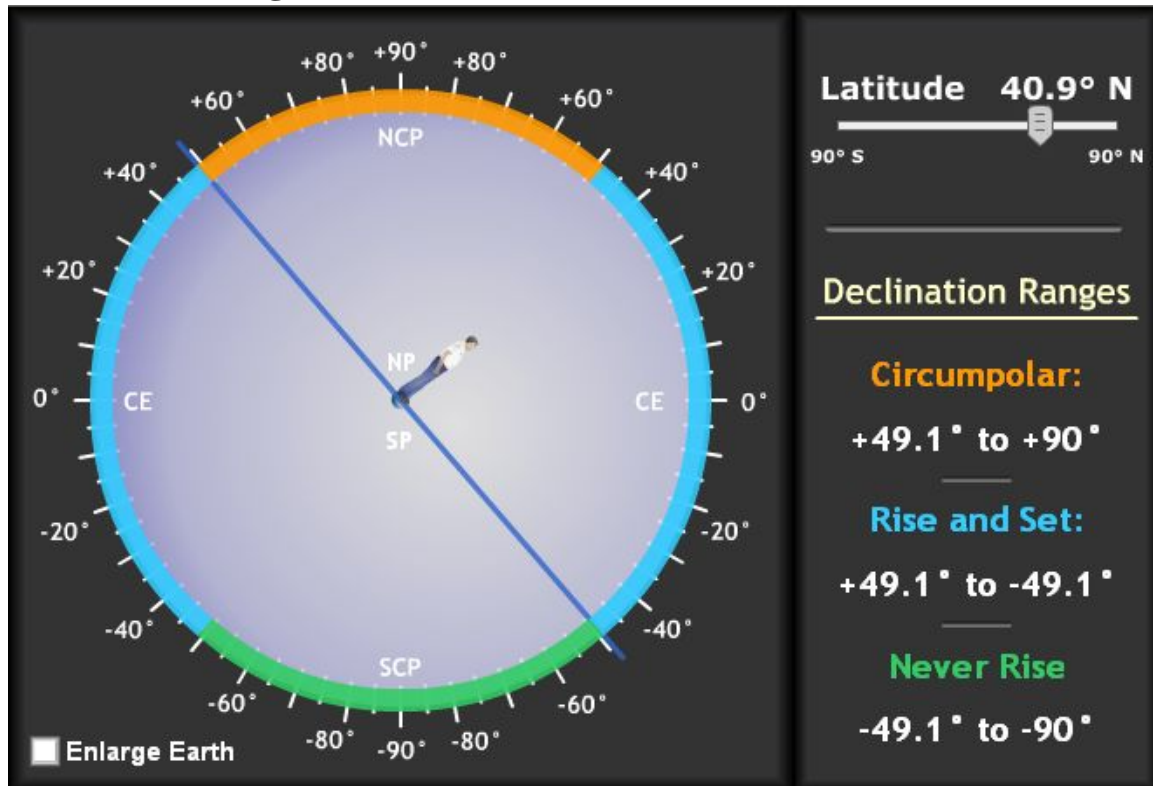 +90°
+80° +80°
+60° +60°
NCP
+40° +40°
+20° +20°
NP
0° CE CE 0°
SP
-20° -20°
-40° -40°
SCP
-60° -60°
-80° -90° -80°
Enlarge Earth
Latitude 40.9° N
90° S 90° N
Declination Ranges
Circumpolar:
+49.1° to +90°
Rise and Set:
+49.1° to -49.1°
Never Rise
-49.1° to -90°